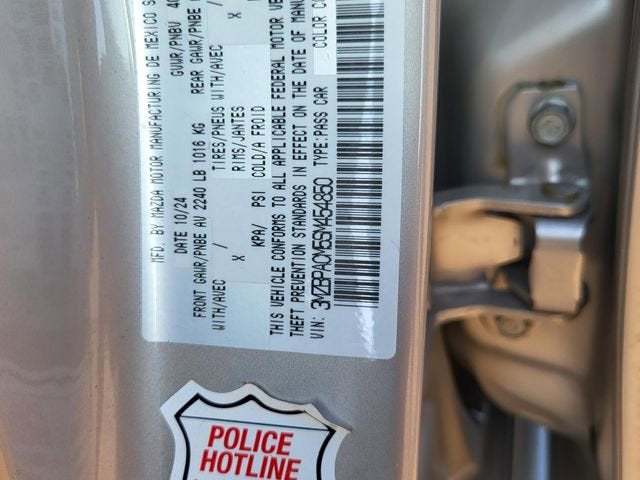 MFD. BY MAZDA MOTOR MANUFACTURING DE MEXICO S
DATE 10/24 GVWR/PNBV
FRONT GAWR/PNBE AV 2240 LB 1016 KG REAR GAWR/PNBE
WITH/AVEC / TIRES/PNEUS WITH/AVEC /
X RIMS/JANTES X
KPA/ PSI COLD/A FROID
THIS VEHICLE CONFORMS TO ALL APPLICABLE FEDERAL MOTOR VE
THEFT PREVENTION STANDARDS IN EFFECT ON THE DATE OF MANU
VIN: 3MZBPACM5SM454850 TYPE:PASS CAR COLOR CO
POLICE
HOTLINE